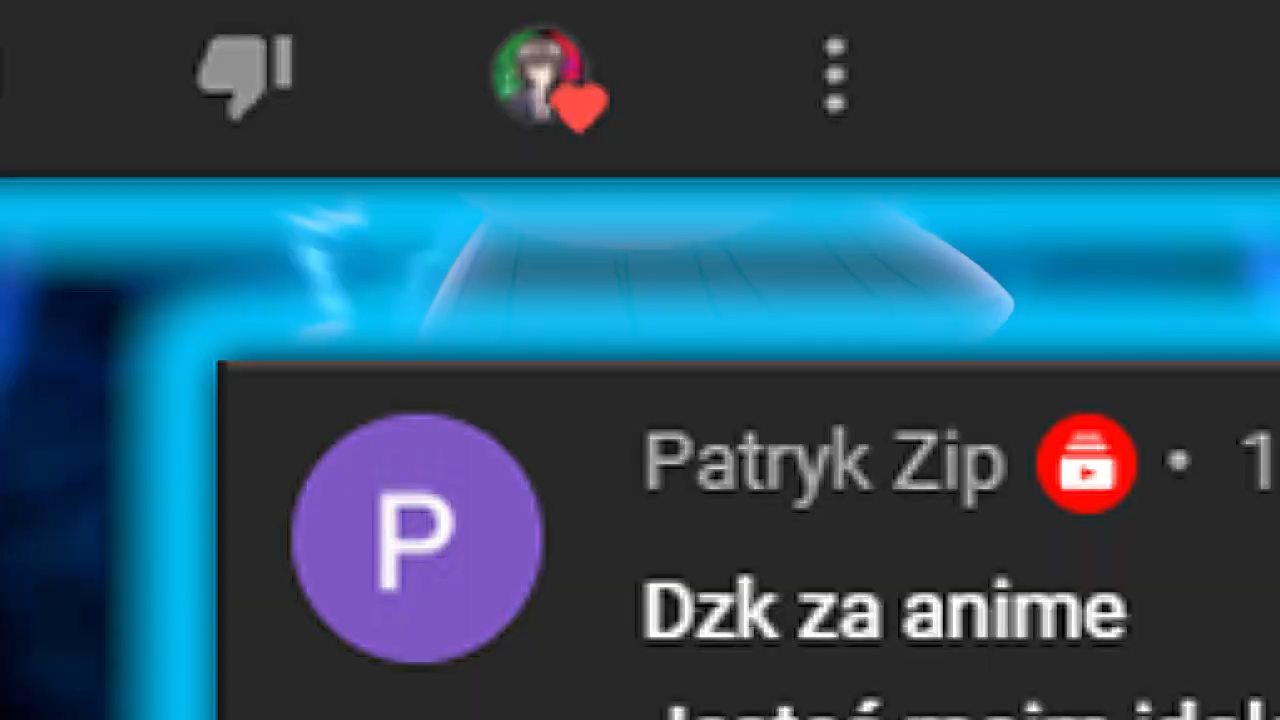 P
Patryk Zip • 1
Dzk za anime